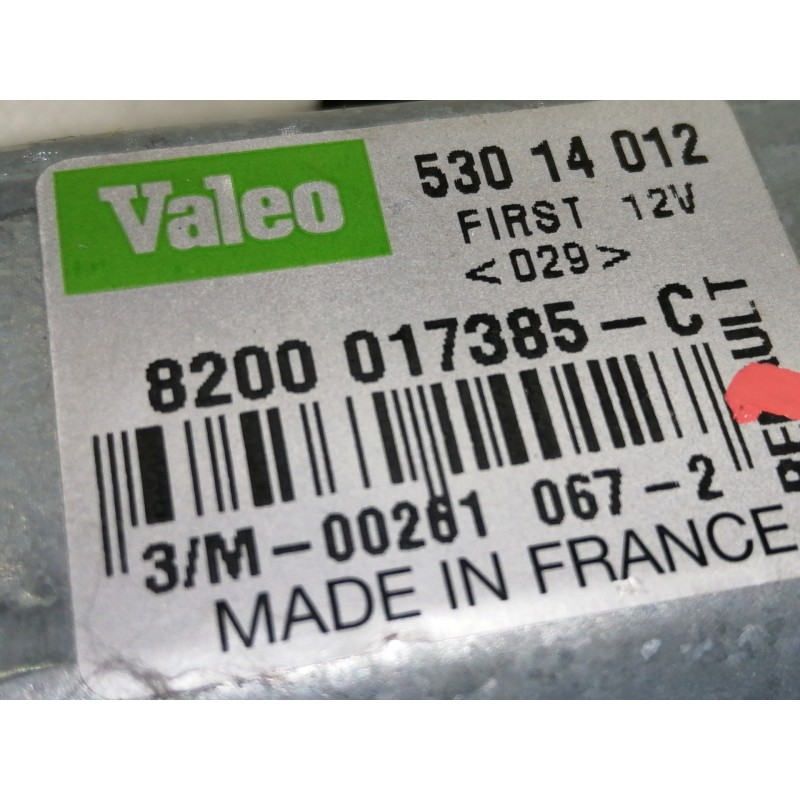 Valeo
530 14 012
FIRST 12V
<029>
8200 017385-C
3/M-00261 067-2
MADE IN FRANCE